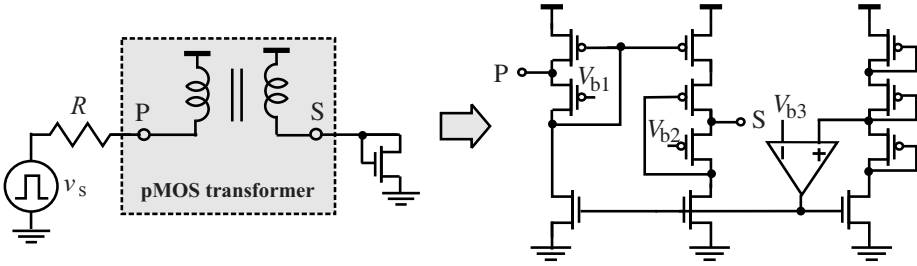 R
P
S
v_s
pMOS transformer
P
V_b1
V_b2
S
V_b3
− +